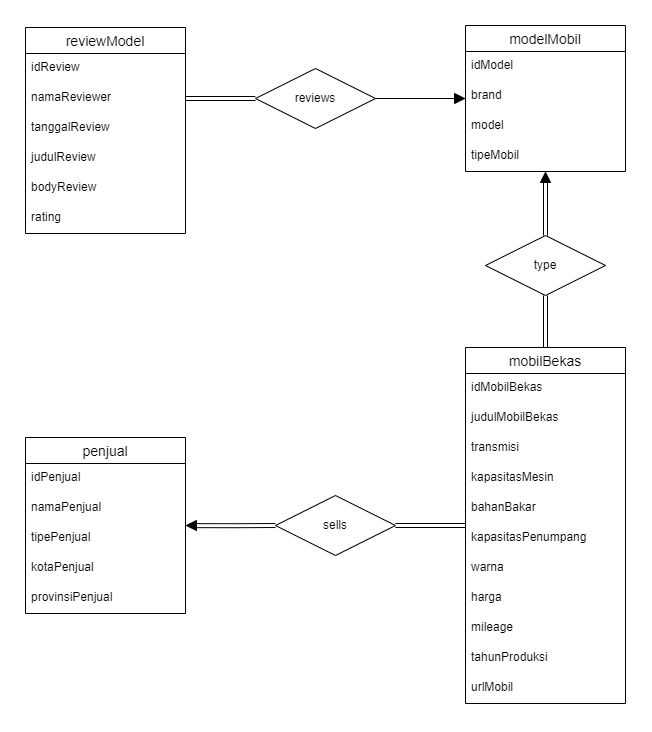 reviewModel
idReview
namaReviewer
tanggalReview
judulReview
bodyReview
rating
reviews
modelMobil
idModel
brand
model
tipeMobil
type
penjual
idPenjual
namaPenjual
tipePenjual
kotaPenjual
provinsiPenjual
sells
mobilBekas
idMobilBekas
judulMobilBekas
transmisi
kapasitasMesin
bahanBakar
kapasitasPenumpang
warna
harga
mileage
tahunProduksi
urlMobil